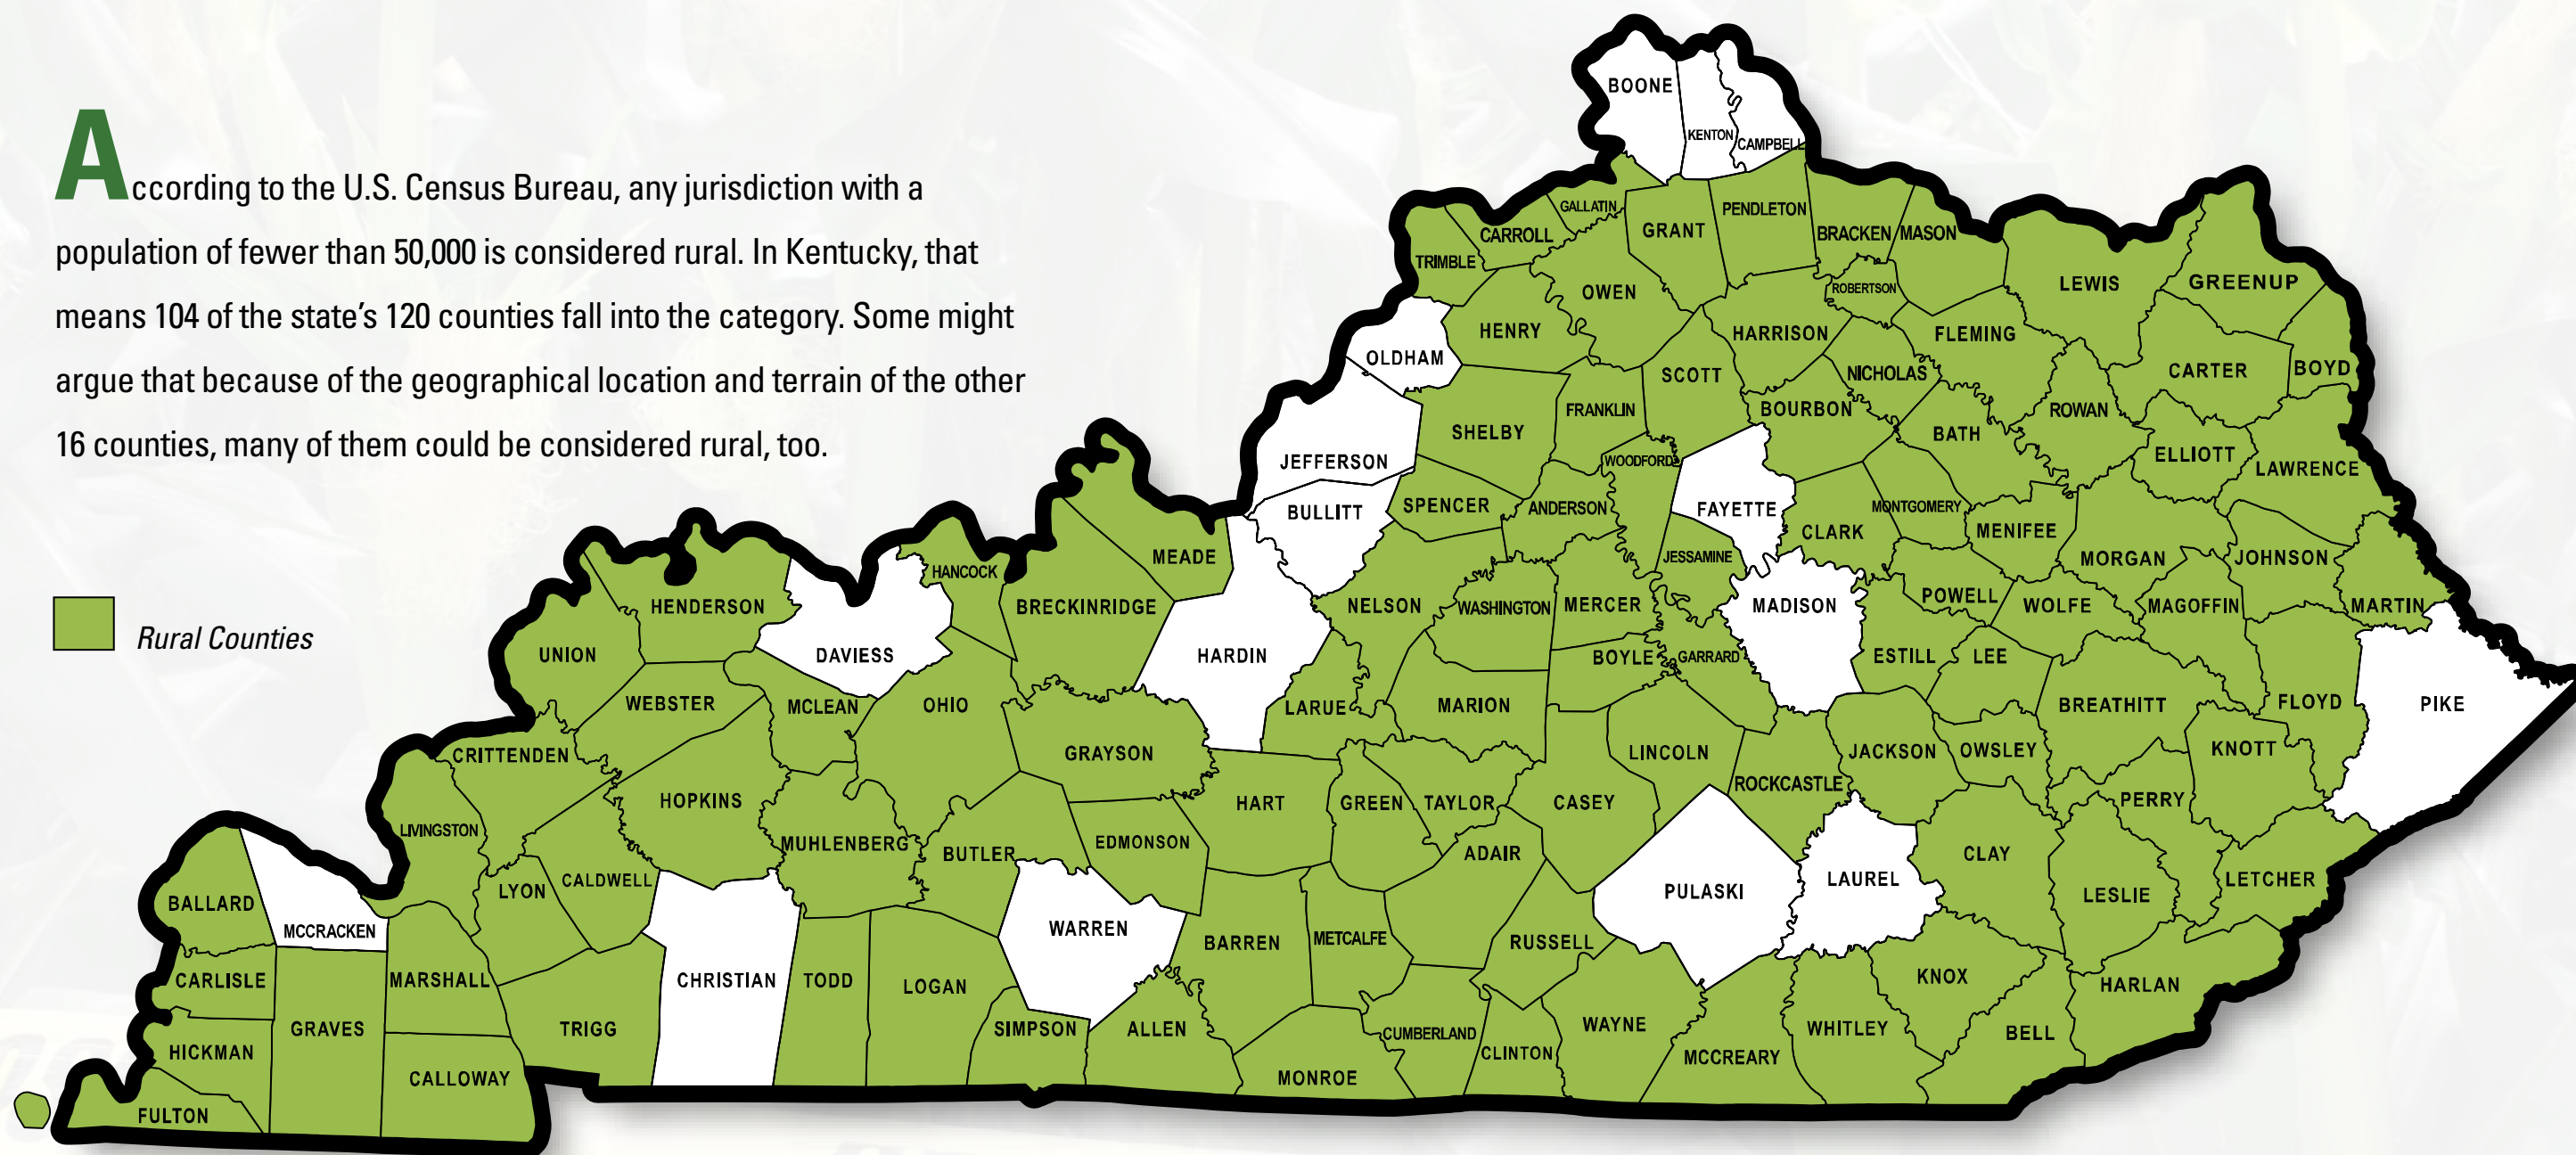 According to the U.S. Census Bureau, any jurisdiction with a
population of fewer than 50,000 is considered rural. In Kentucky, that
means 104 of the state's 120 counties fall into the category. Some might
argue that because of the geographical location and terrain of the other
16 counties, many of them could be considered rural, too.
Rural Counties
BOONE
KENTON
CAMPBELL
GALLATIN
CARROLL
TRIMBLE
GRANT
PENDLETON
BRACKEN
MASON
LEWIS
GREENUP
OWEN
ROBERTSON
HENRY
HARRISON
FLEMING
OLDHAM
SCOTT
NICHOLAS
CARTER
BOYD
SHELBY
FRANKLIN
BOURBON
ROWAN
BATH
ELLIOTT
LAWRENCE
JEFFERSON
WOODFORD
BULLITT
SPENCER
ANDERSON
FAYETTE
CLARK
MONTGOMERY
MENIFEE
MORGAN
JOHNSON
MEADE
HANCOCK
JESSAMINE
HENDERSON
BRECKINRIDGE
NELSON
WASHINGTON
MERCER
MADISON
POWELL
WOLFE
MAGOFFIN
MARTIN
UNION
DAVIESS
HARDIN
BOYLE
GARRARD
ESTILL
LEE
WEBSTER
MCLEAN
OHIO
LARUE
MARION
BREATHITT
FLOYD
PIKE
CRITTENDEN
GRAYSON
LINCOLN
JACKSON
OWSLEY
KNOTT
HOPKINS
HART
GREEN
TAYLOR
CASEY
ROCKCASTLE
PERRY
LIVINGSTON
MUHLENBERG
BUTLER
EDMONSON
ADAIR
CLAY
LYON
CALDWELL
PULASKI
LAUREL
LESLIE
LETCHER
BALLARD
MCCRACKEN
WARREN
BARREN
METCALFE
RUSSELL
CARLISLE
MARSHALL
CHRISTIAN
TODD
LOGAN
KNOX
HARLAN
HICKMAN
GRAVES
TRIGG
SIMPSON
ALLEN
CUMBERLAND
CLINTON
WAYNE
MCCREARY
WHITLEY
BELL
CALLOWAY
MONROE
FULTON